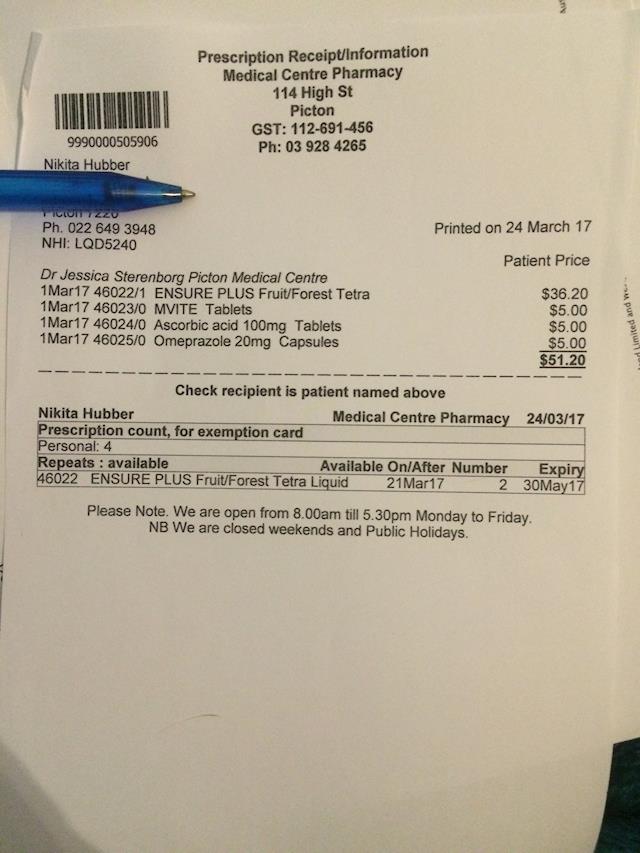 Prescription Receipt/Information
Medical Centre Pharmacy
114 High St
Picton
GST: 112-691-456
Ph: 03 928 4265
9990000505906
Nikita Hubber
Picton 7220
Ph. 022 649 3948
NHI: LQD5240
Printed on 24 March 17
Patient Price
Dr Jessica Sterenborg Picton Medical Centre
1Mar17 46022/1 ENSURE PLUS Fruit/Forest Tetra $36.20
1Mar17 46023/0 MVITE Tablets $5.00
1Mar17 46024/0 Ascorbic acid 100mg Tablets $5.00
1Mar17 46025/0 Omeprazole 20mg Capsules $5.00
$51.20
Check recipient is patient named above
Nikita Hubber Medical Centre Pharmacy 24/03/17
Prescription count, for exemption card
Personal: 4
Repeats : available Available On/After Number Expiry
46022 ENSURE PLUS Fruit/Forest Tetra Liquid 21Mar17 2 30May17
Please Note. We are open from 8.00am till 5.30pm Monday to Friday.
NB We are closed weekends and Public Holidays.